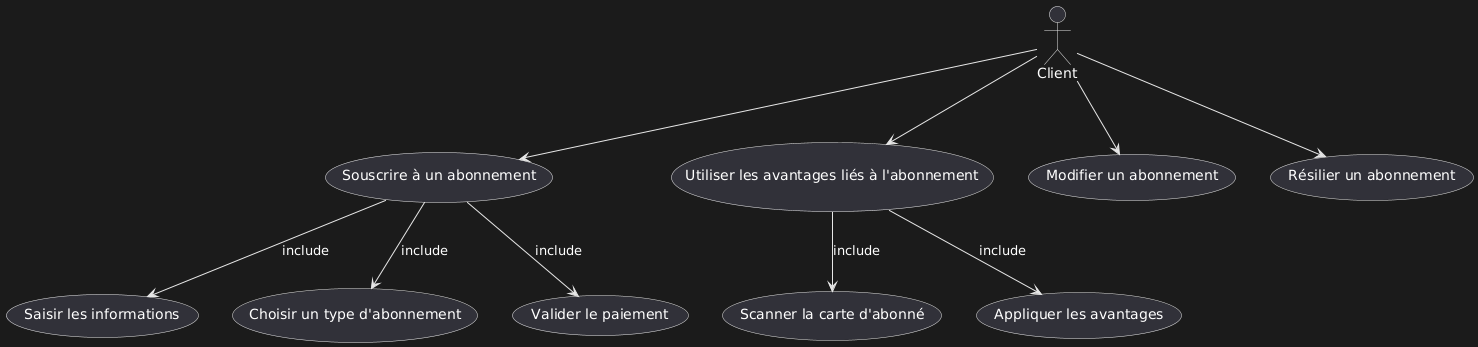 Client
Souscrire à un abonnement
Utiliser les avantages liés à l'abonnement
Modifier un abonnement
Résilier un abonnement
include
include
include
include
include
Saisir les informations
Choisir un type d'abonnement
Valider le paiement
Scanner la carte d'abonné
Appliquer les avantages